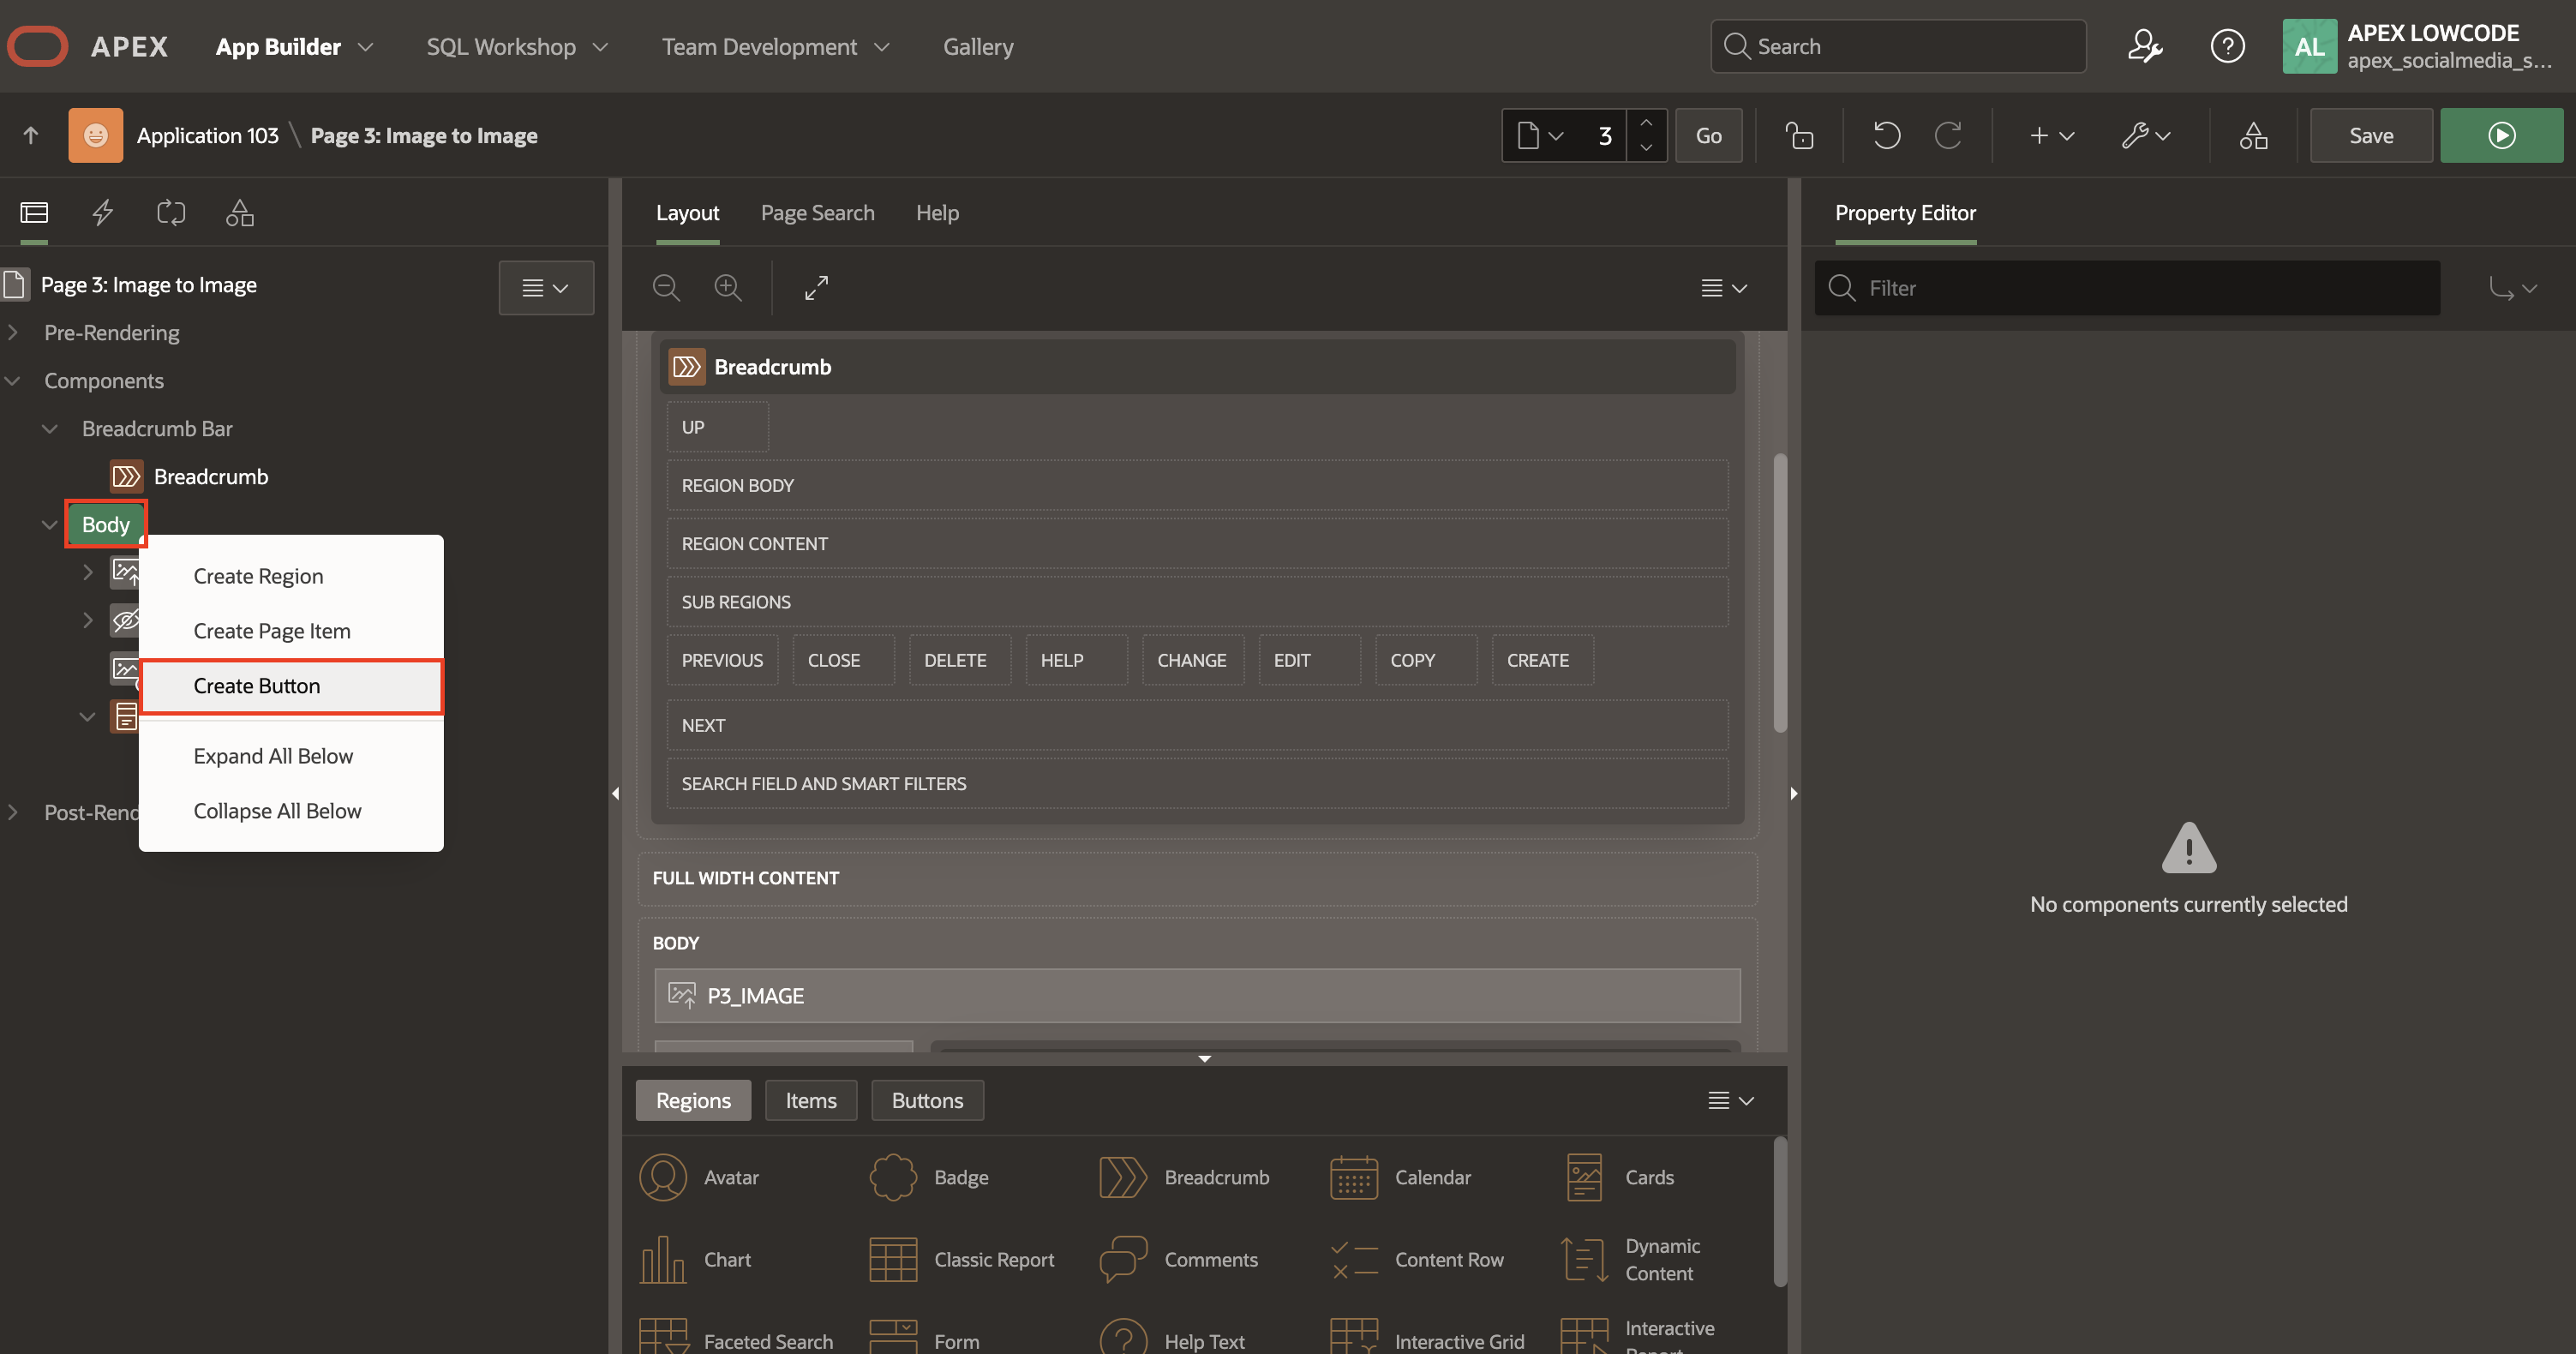 APEX App Builder SQL Workshop Team Development Gallery Search AL APEX LOWCODE
apex_socialmedia_s...
Application 103 \ Page 3: Image to Image 3 Go Save
Layout Page Search Help Property Editor
Page 3: Image to Image
Filter
Pre-Rendering
Components
Breadcrumb Bar
Breadcrumb
Body
Create Region
Create Page Item
Create Button
Expand All Below
Collapse All Below
Post-Rend
Breadcrumb
UP
REGION BODY
REGION CONTENT
SUB REGIONS
PREVIOUS CLOSE DELETE HELP CHANGE EDIT COPY CREATE
NEXT
SEARCH FIELD AND SMART FILTERS
FULL WIDTH CONTENT
BODY
P3_IMAGE
No components currently selected
Regions Items Buttons
Avatar Badge Breadcrumb Calendar Cards
Chart Classic Report Comments Content Row Dynamic
Content
Faceted Search Form Help Text Interactive Grid Interactive